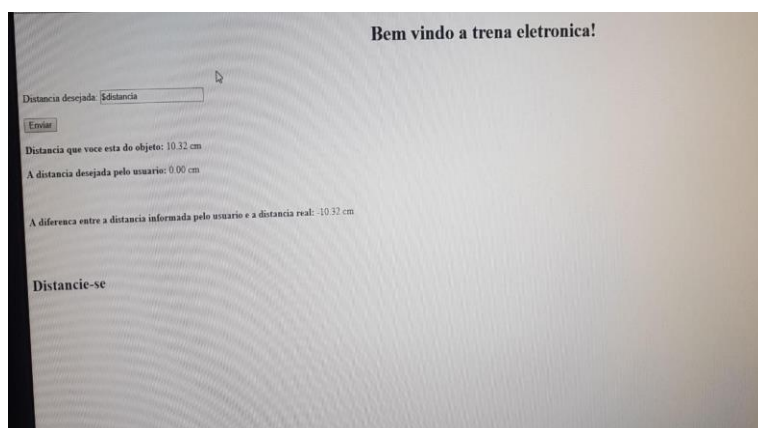 Bem vindo a trena eletronica!
Distancia desejada: $distancia
Enviar
Distancia que voce esta do objeto: 10.32 cm
A distancia desejada pelo usuario: 0.00 cm
A diferenca entre a distancia informada pelo usuario e a distancia real: -10.32 cm
Distancie-se